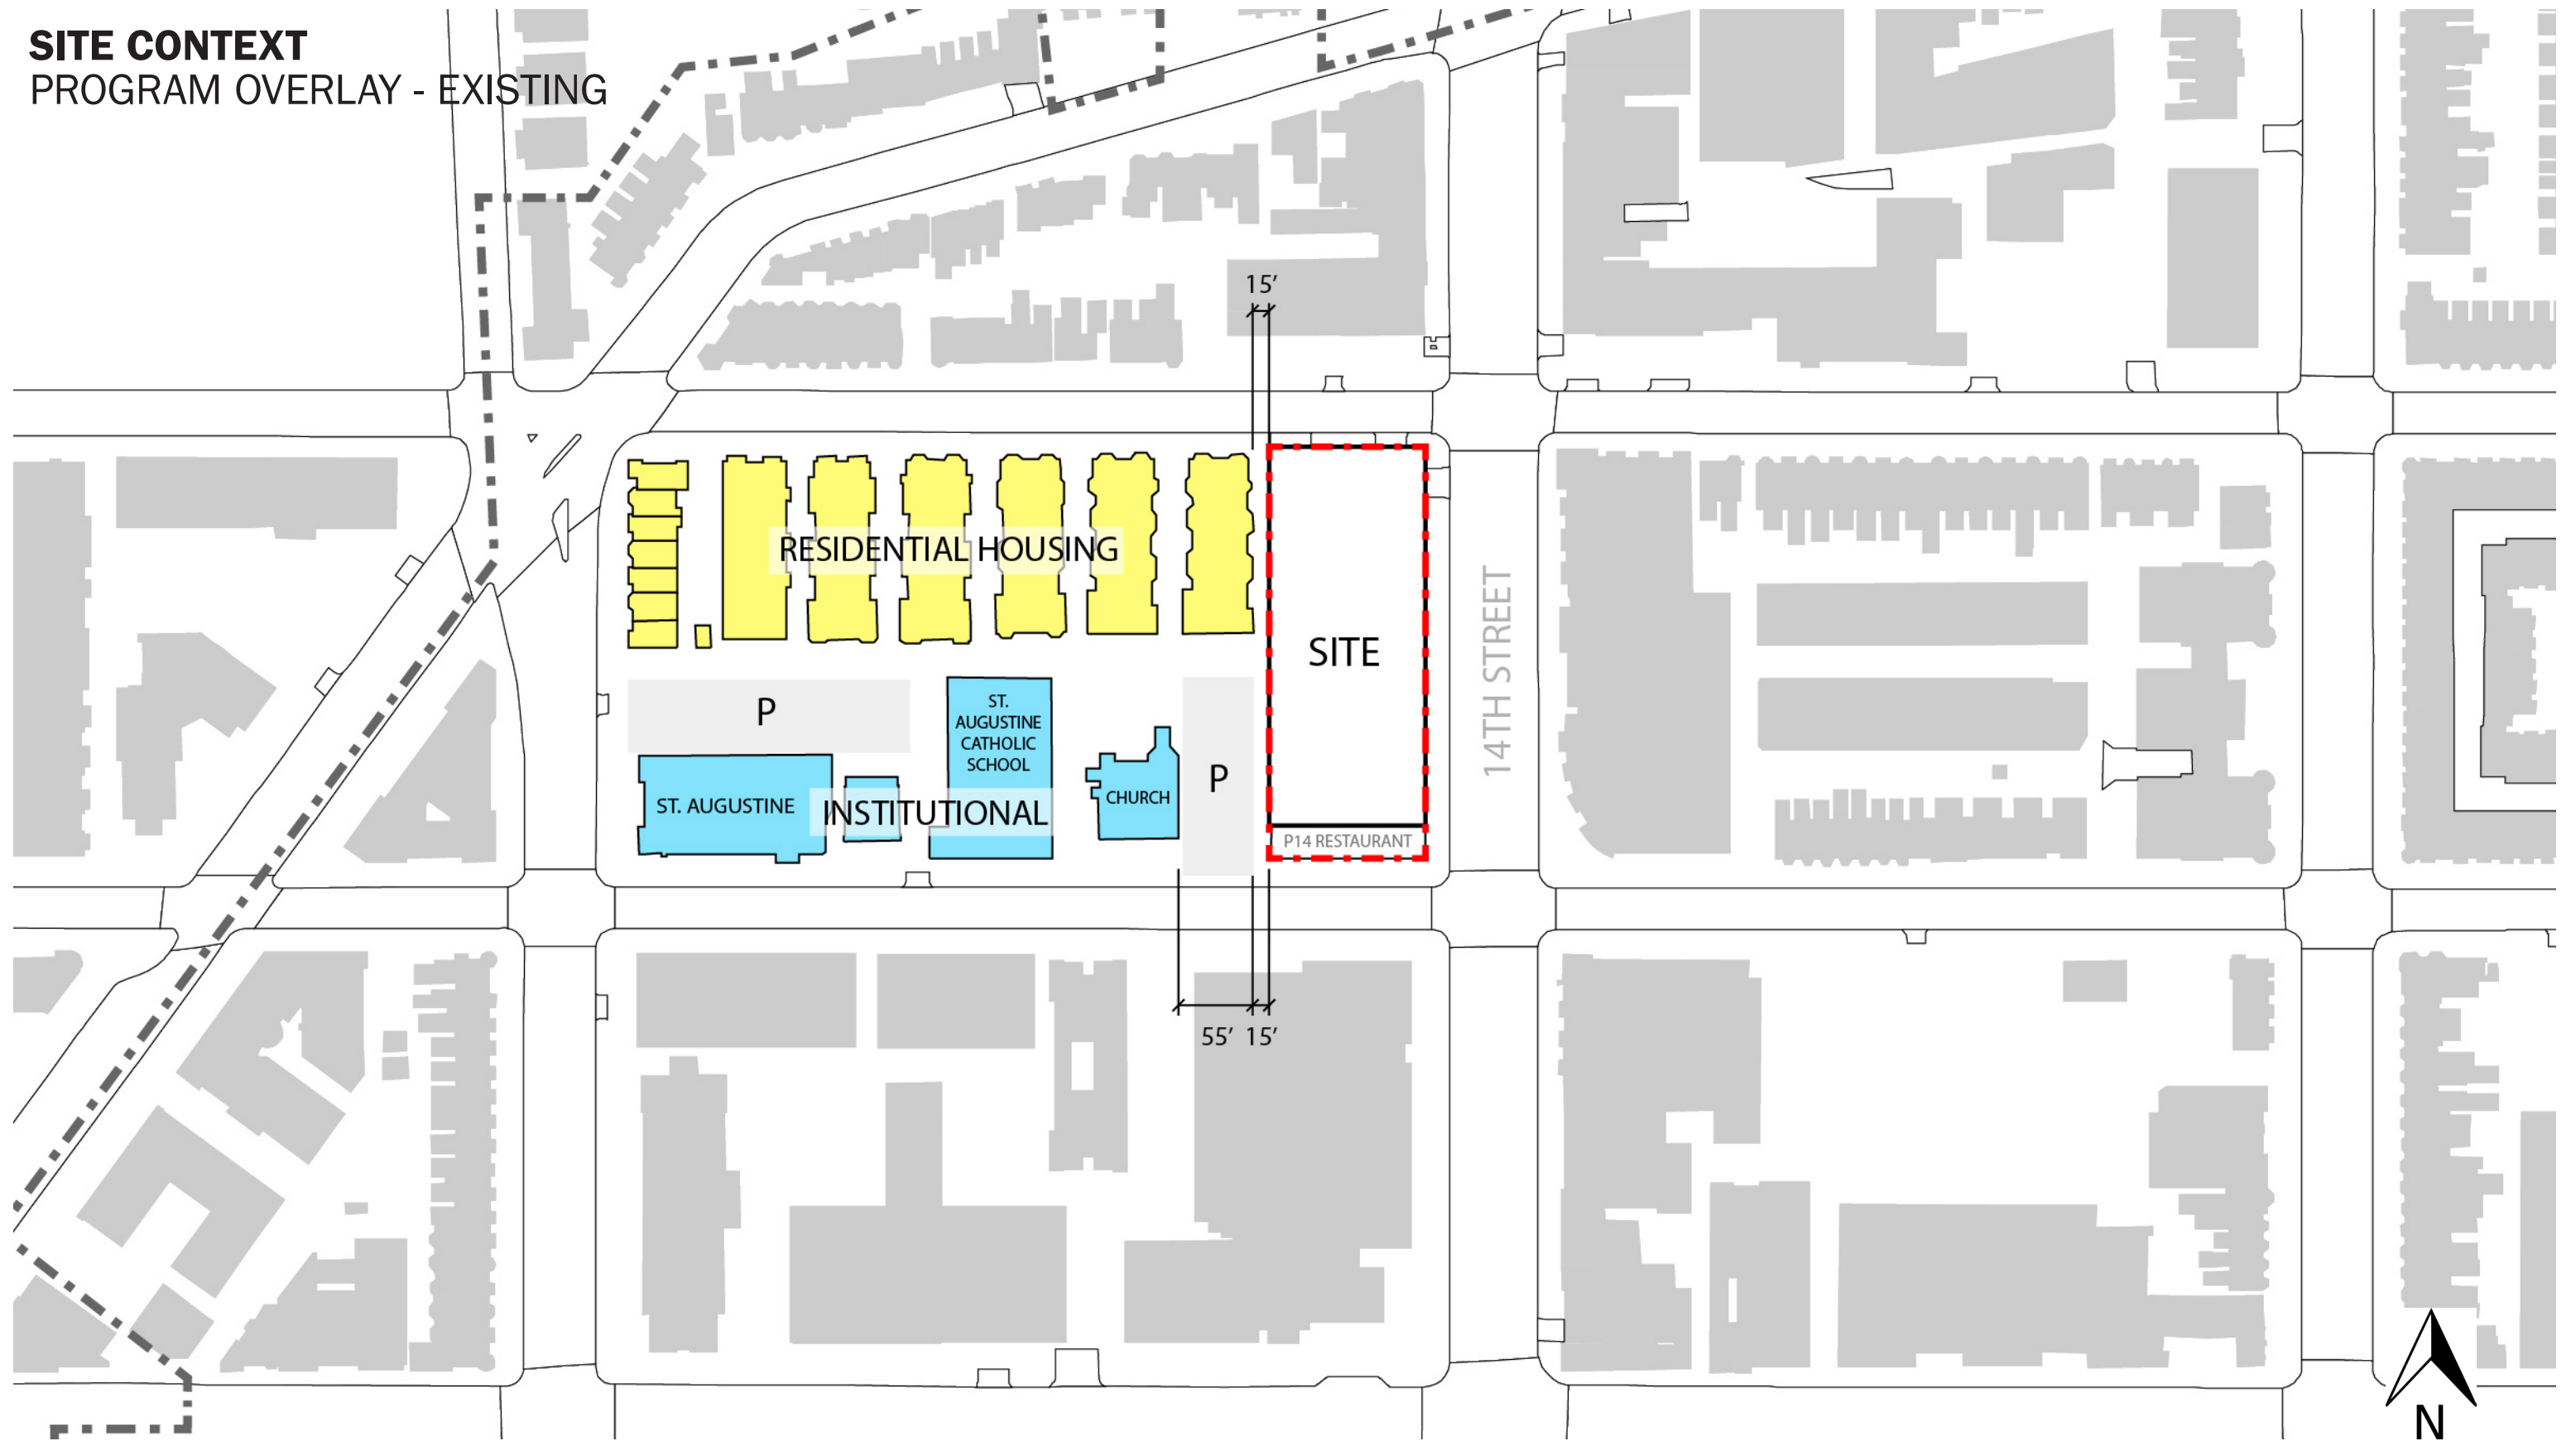 SITE CONTEXT
PROGRAM OVERLAY - EXISTING
15’
RESIDENTIAL HOUSING
SITE
14TH STREET
P
ST.
AUGUSTINE
CATHOLIC
SCHOOL
ST. AUGUSTINE
INSTITUTIONAL
CHURCH
P
P14 RESTAURANT
55’ 15’
N